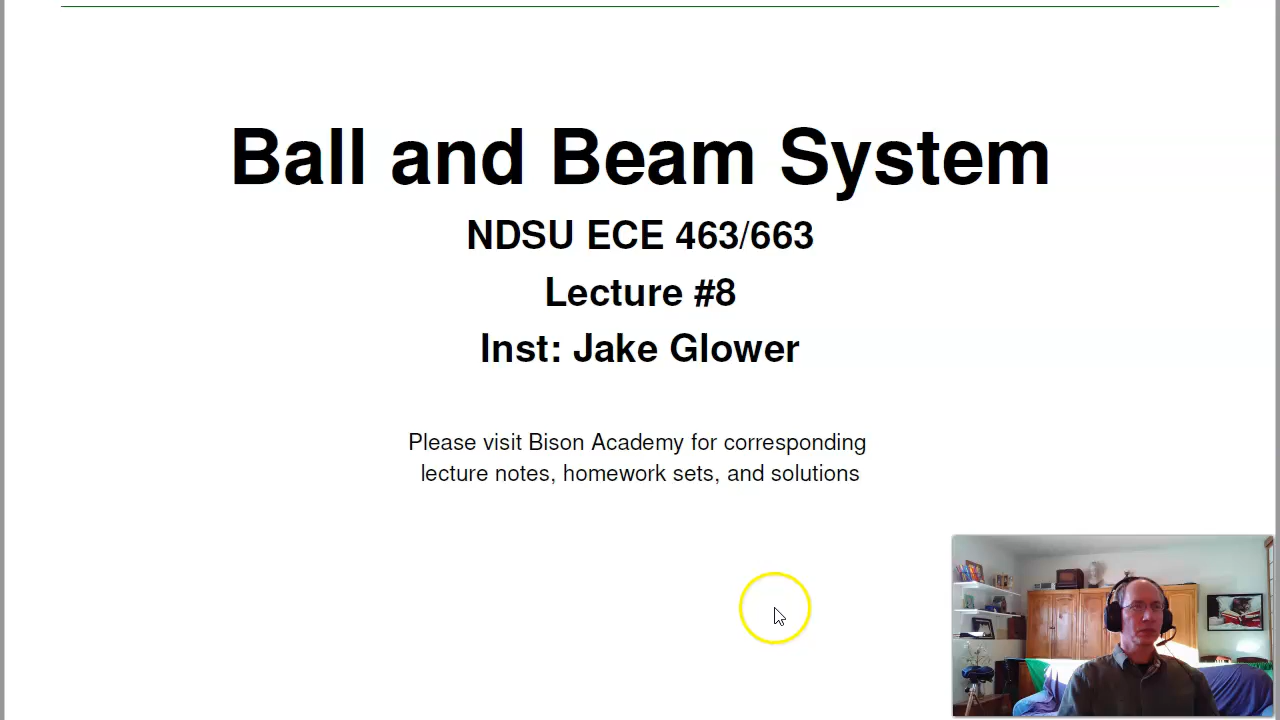 Ball and Beam System
NDSU ECE 463/663
Lecture #8
Inst: Jake Glower
Please visit Bison Academy for corresponding
lecture notes, homework sets, and solutions